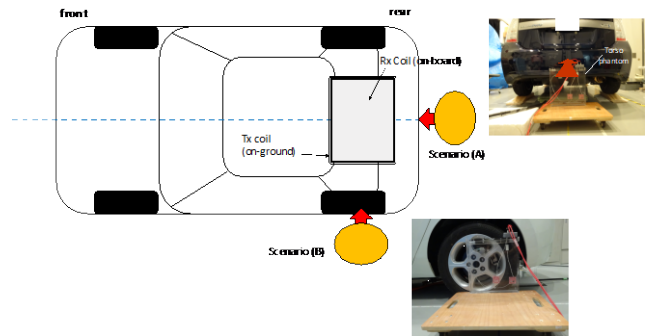 front
rear
Rx Coil (on-board)
Torso
phantom
Tx coil
(on-ground)
Scenario (A)
Scenario (B)